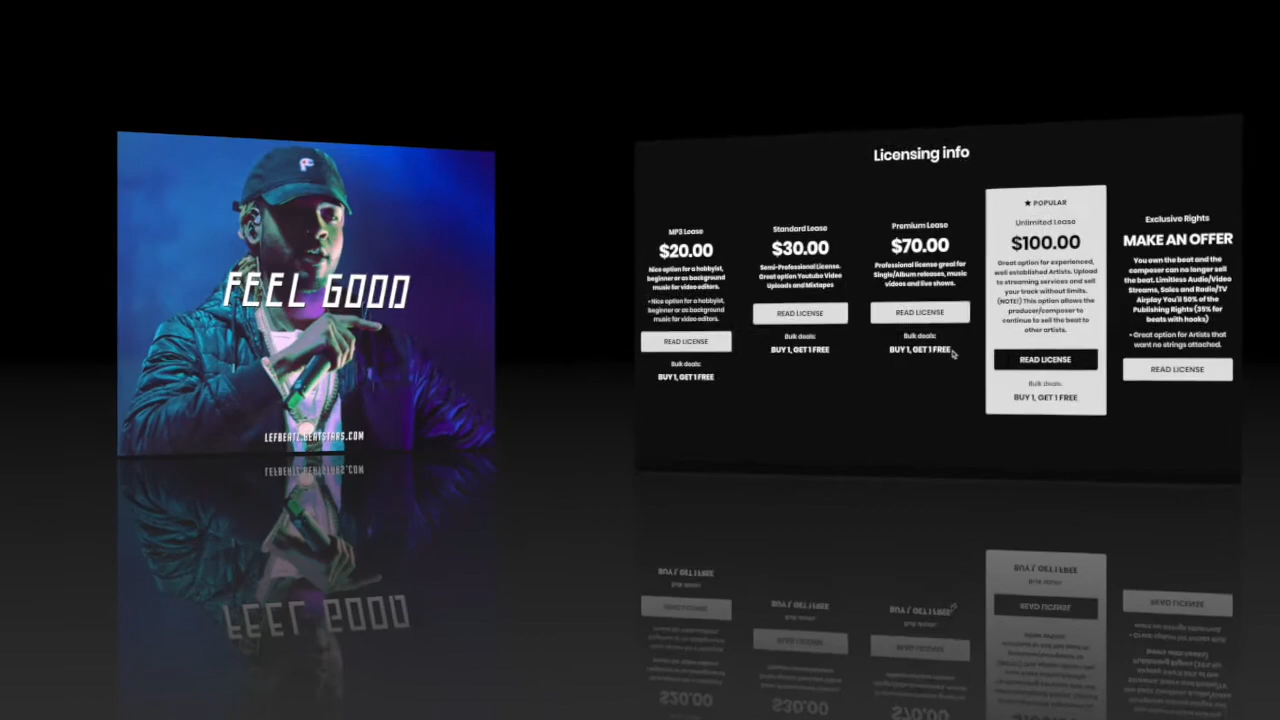 FEEL GOOD
LEFBEATZ.BEATSTARS.COM
Licensing info
MP3 Lease
$20.00
Nice option for a hobbyist,
beginner or as background
music for video editors.
• Nice option for a hobbyist,
beginner or as background
music for video editors.
READ LICENSE
Bulk deals:
BUY 1, GET 1 FREE
Standard Lease
$30.00
Semi-Professional License.
Great option Youtube Video
Uploads and Mixtapes
READ LICENSE
Bulk deals:
BUY 1, GET 1 FREE
Premium Lease
$70.00
Professional license great for
Single/Album releases, music
videos and live shows.
READ LICENSE
Bulk deals:
BUY 1, GET 1 FREE
★ POPULAR
Unlimited Lease
$100.00
Great option for experienced,
well established Artists. Upload
to streaming services and sell
your track without limits.
(NOTE!) This option allows the
producer/composer to
continue to sell the beat to
other artists.
READ LICENSE
Bulk deals:
BUY 1, GET 1 FREE
Exclusive Rights
MAKE AN OFFER
You own the beat and the
composer can no longer sell
the beat. Limitless Audio/Video
Streams, Sales and Radio/TV
Airplay You'll 50% of the
Publishing Rights (35% for
beats with hooks)
• Great option for Artists that
want no strings attached.
READ LICENSE